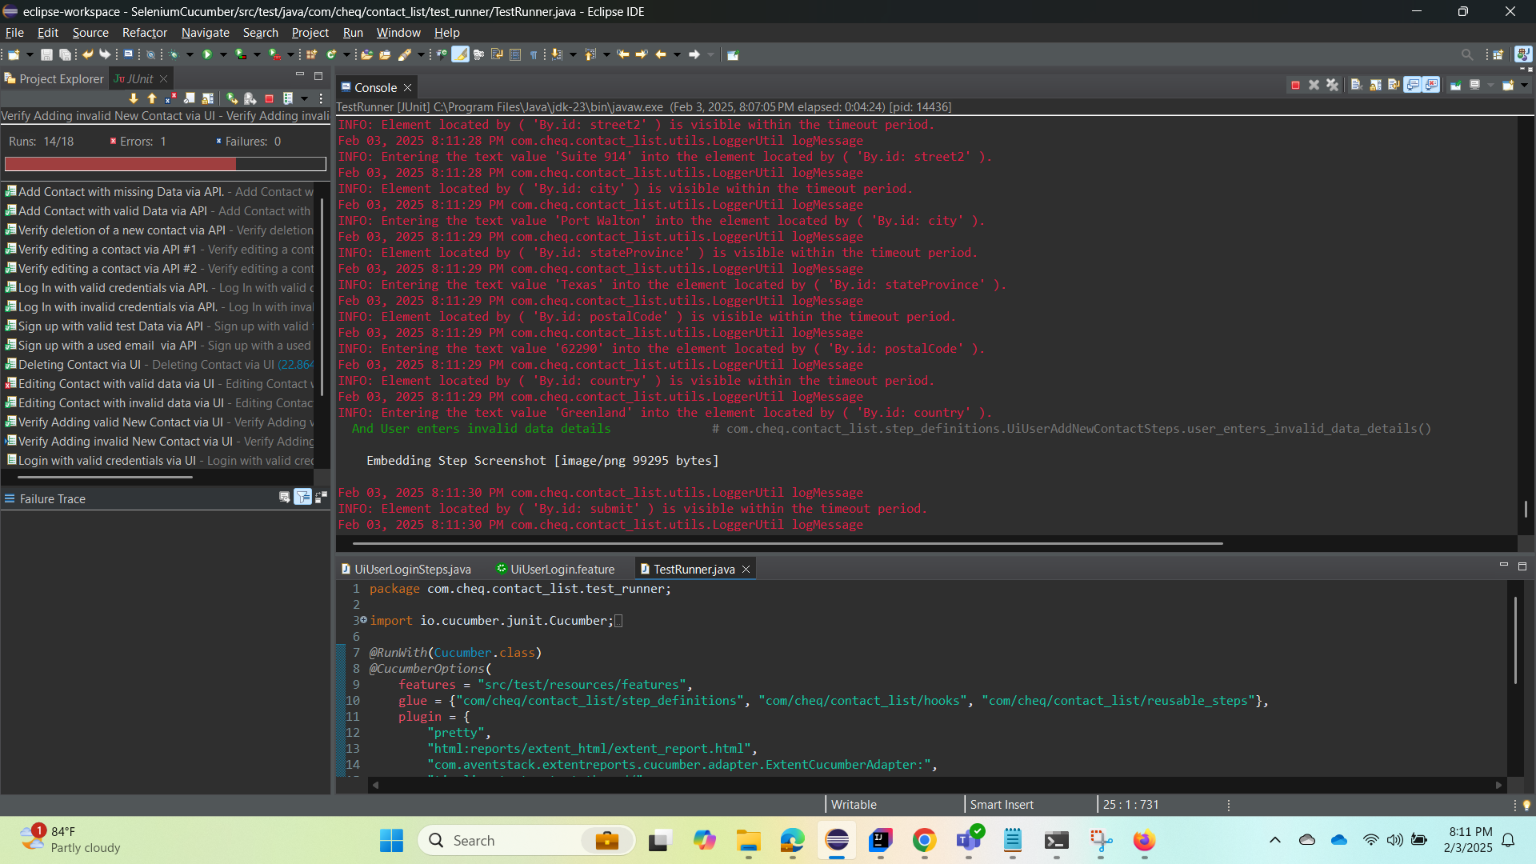 eclipse-workspace - SeleniumCucumber/src/test/java/com/cheq/contact_list/test_runner/TestRunner.java - Eclipse IDE
File Edit Source Refactor Navigate Search Project Run Window Help
Project Explorer
JUnit
Console
TestRunner [JUnit] C:\Program Files\Java\jdk-23\bin\javaw.exe (Feb 3, 2025, 8:07:05 PM elapsed: 0:04:24) [pid: 14436]
Verify Adding invalid New Contact via UI - Verify Adding invali
Runs: 14/18 Errors: 1 Failures: 0
Add Contact with missing Data via API. - Add Contact w
Add Contact with valid Data via API - Add Contact with
Verify deletion of a new contact via API - Verify deletion
Verify editing a contact via API #1 - Verify editing a cont
Verify editing a contact via API #2 - Verify editing a cont
Log In with valid credentials via API. - Log In with valid c
Log In with invalid credentials via API. - Log In with inva
Sign up with valid test Data via API - Sign up with valid
Sign up with a used email via API - Sign up with a used
Deleting Contact via UI - Deleting Contact via UI (22.864
Editing Contact with valid data via UI - Editing Contact
Editing Contact with invalid data via UI - Editing Contac
Verify Adding valid New Contact via UI - Verify Adding v
Verify Adding invalid New Contact via UI - Verify Adding
Login with valid credentials via UI - Login with valid cre
Failure Trace
INFO: Element located by ( 'By.id: street2' ) is visible within the timeout period.
Feb 03, 2025 8:11:28 PM com.cheq.contact_list.utils.LoggerUtil logMessage
INFO: Entering the text value 'Suite 914' into the element located by ( 'By.id: street2' ).
Feb 03, 2025 8:11:28 PM com.cheq.contact_list.utils.LoggerUtil logMessage
INFO: Element located by ( 'By.id: city' ) is visible within the timeout period.
Feb 03, 2025 8:11:29 PM com.cheq.contact_list.utils.LoggerUtil logMessage
INFO: Entering the text value 'Port Walton' into the element located by ( 'By.id: city' ).
Feb 03, 2025 8:11:29 PM com.cheq.contact_list.utils.LoggerUtil logMessage
INFO: Element located by ( 'By.id: stateProvince' ) is visible within the timeout period.
Feb 03, 2025 8:11:29 PM com.cheq.contact_list.utils.LoggerUtil logMessage
INFO: Entering the text value 'Texas' into the element located by ( 'By.id: stateProvince' ).
Feb 03, 2025 8:11:29 PM com.cheq.contact_list.utils.LoggerUtil logMessage
INFO: Element located by ( 'By.id: postalCode' ) is visible within the timeout period.
Feb 03, 2025 8:11:29 PM com.cheq.contact_list.utils.LoggerUtil logMessage
INFO: Entering the text value '62290' into the element located by ( 'By.id: postalCode' ).
Feb 03, 2025 8:11:29 PM com.cheq.contact_list.utils.LoggerUtil logMessage
INFO: Element located by ( 'By.id: country' ) is visible within the timeout period.
Feb 03, 2025 8:11:29 PM com.cheq.contact_list.utils.LoggerUtil logMessage
INFO: Entering the text value 'Greenland' into the element located by ( 'By.id: country' ).
And User enters invalid data details # com.cheq.contact_list.step_definitions.UiUserAddNewContactSteps.user_enters_invalid_data_details()
Embedding Step Screenshot [image/png 99295 bytes]
Feb 03, 2025 8:11:30 PM com.cheq.contact_list.utils.LoggerUtil logMessage
INFO: Element located by ( 'By.id: submit' ) is visible within the timeout period.
Feb 03, 2025 8:11:30 PM com.cheq.contact_list.utils.LoggerUtil logMessage
UiUserLoginSteps.java UiUserLogin.feature TestRunner.java
1 package com.cheq.contact_list.test_runner;
2
3 import io.cucumber.junit.Cucumber;
6
7 @RunWith(Cucumber.class)
8 @CucumberOptions(
9 features = "src/test/resources/features",
10 glue = {"com/cheq/contact_list/step_definitions", "com/cheq/contact_list/hooks", "com/cheq/contact_list/reusable_steps"},
11 plugin = {
12 "pretty",
13 "html:reports/extent_html/extent_report.html",
14 "com.aventstack.extentreports.cucumber.adapter.ExtentCucumberAdapter:",
Writable Smart Insert 25 : 1 : 731
1
84°F
Partly cloudy
Search
8:11 PM
2/3/2025